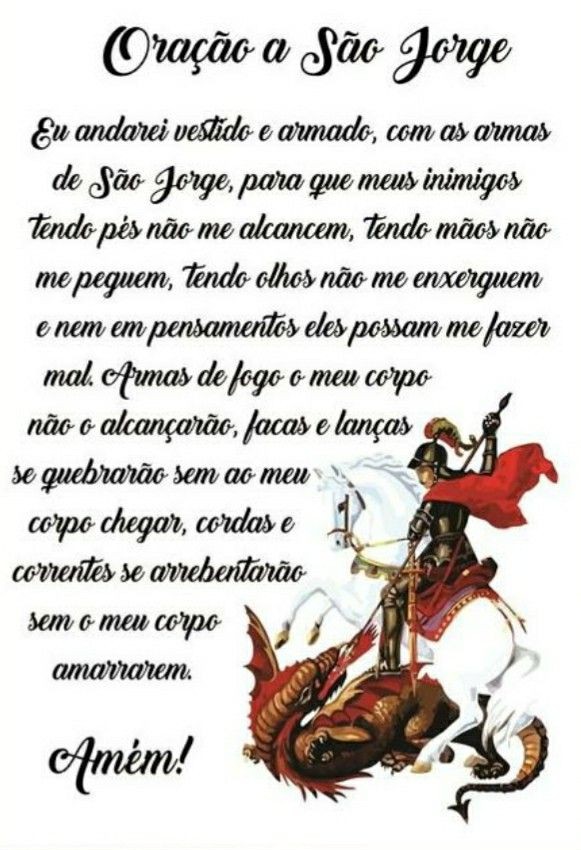 Oração a São Jorge
Eu andarei vestido e armado, com as armas
de São Jorge, para que meus inimigos
tendo pés não me alcancem, tendo mãos não
me peguem, tendo olhos não me enxerguem
e nem em pensamentos eles possam me fazer
mal. Armas de fogo o meu corpo
não o alcançarão, facas e lanças
se quebrarão sem ao meu
corpo chegar, cordas e
correntes se arrebentarão
sem o meu corpo
amarrarem.
Amém!